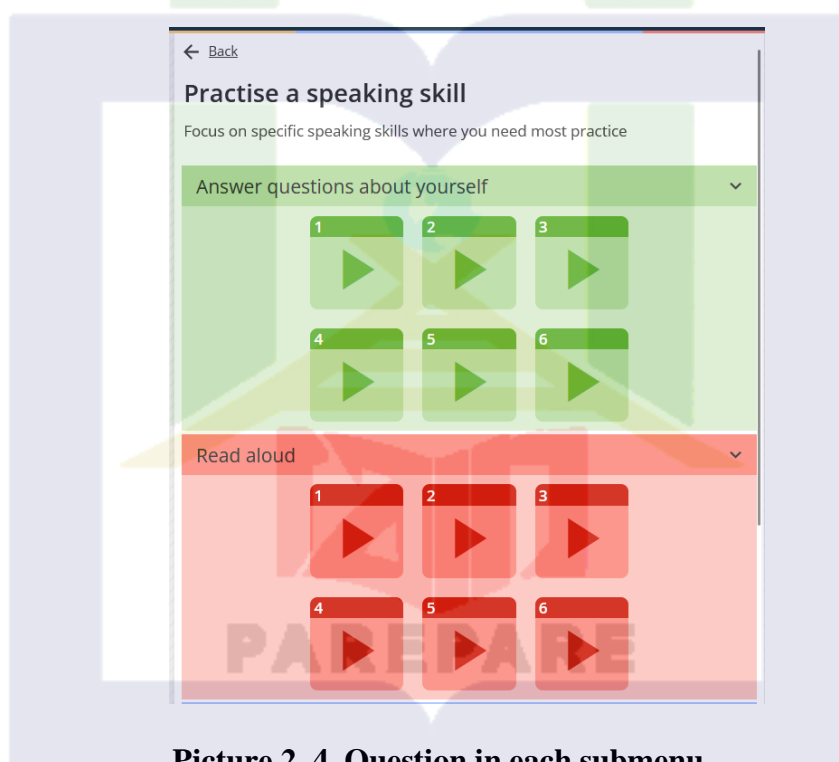 Back
Practise a speaking skill
Focus on specific speaking skills where you need most practice
Answer questions about yourself
1 2 3
4 5 6
Read aloud
1 2 3
4 5 6
PAREPARE
Picture 2. 4. Question in each submenu